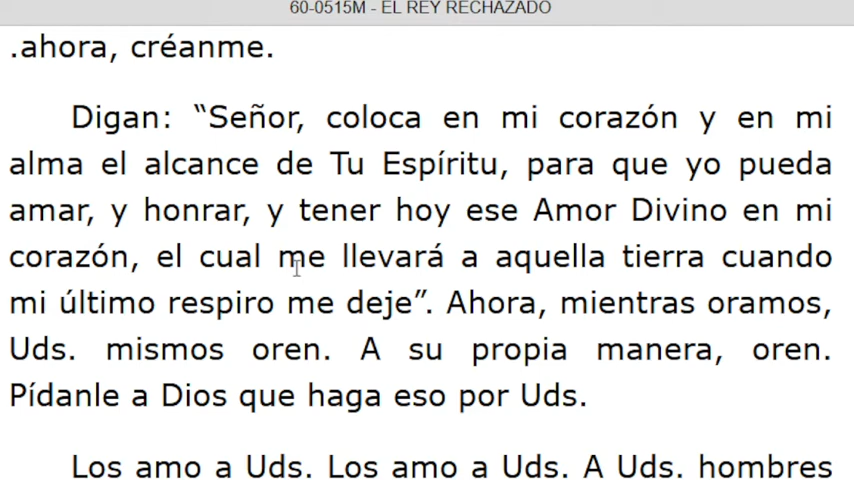 60-0515M - EL REY RECHAZADO
.ahora, créanme.
Digan: “Señor, coloca en mi corazón y en mi
alma el alcance de Tu Espíritu, para que yo pueda
amar, y honrar, y tener hoy ese Amor Divino en mi
corazón, el cual me llevará a aquella tierra cuando
mi último respiro me deje”. Ahora, mientras oramos,
Uds. mismos oren. A su propia manera, oren.
Pídanle a Dios que haga eso por Uds.
Los amo a Uds. Los amo a Uds. A Uds. hombres